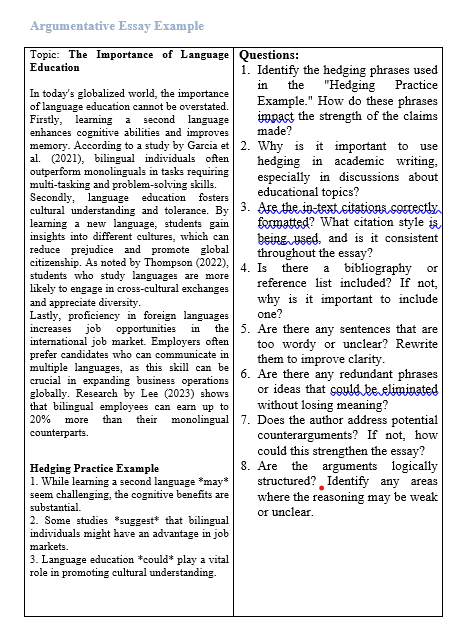 Argumentative Essay Example
Topic: The Importance of Language
Education
In today's globalized world, the importance
of language education cannot be overstated.
Firstly, learning a second language
enhances cognitive abilities and improves
memory. According to a study by Garcia et
al. (2021), bilingual individuals often
outperform monolinguals in tasks requiring
multi-tasking and problem-solving skills.
Secondly, language education fosters
cultural understanding and tolerance. By
learning a new language, students gain
insights into different cultures, which can
reduce prejudice and promote global
citizenship. As noted by Thompson (2022),
students who study languages are more
likely to engage in cross-cultural exchanges
and appreciate diversity.
Lastly, proficiency in foreign languages
increases job opportunities in the
international job market. Employers often
prefer candidates who can communicate in
multiple languages, as this skill can be
crucial in expanding business operations
globally. Research by Lee (2023) shows
that bilingual employees can earn up to
20% more than their monolingual
counterparts.
Hedging Practice Example
1. While learning a second language *may*
seem challenging, the cognitive benefits are
substantial.
2. Some studies *suggest* that bilingual
individuals might have an advantage in job
markets.
3. Language education *could* play a vital
role in promoting cultural understanding.
Questions:
1. Identify the hedging phrases used
in the "Hedging Practice
Example." How do these phrases
impact the strength of the claims
made?
2. Why is it important to use
hedging in academic writing,
especially in discussions about
educational topics?
3. Are the in-text citations correctly
formatted? What citation style is
being used, and is it consistent
throughout the essay?
4. Is there a bibliography or
reference list included? If not,
why is it important to include
one?
5. Are there any sentences that are
too wordy or unclear? Rewrite
them to improve clarity.
6. Are there any redundant phrases
or ideas that could be eliminated
without losing meaning?
7. Does the author address potential
counterarguments? If not, how
could this strengthen the essay?
8. Are the arguments logically
structured? Identify any areas
where the reasoning may be weak
or unclear.